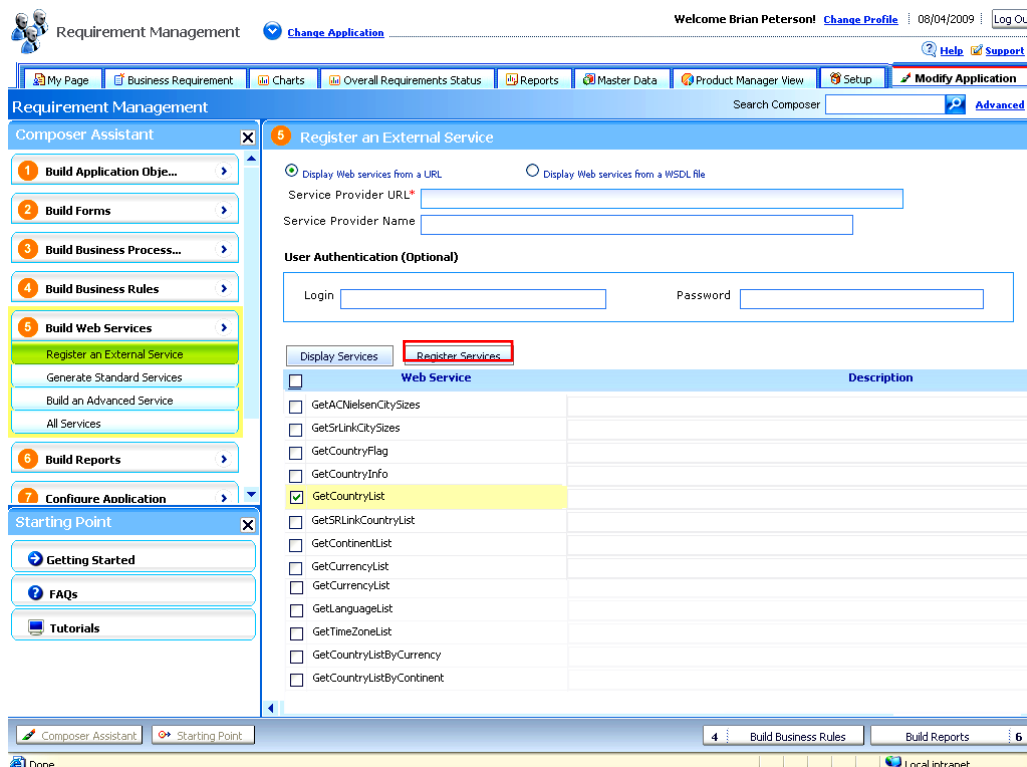 Welcome Brian Peterson! Change Profile 08/04/2009 Log Ou
Requirement Management Change Application
Help Support
My Page Business Requirement Charts Overall Requirements Status Reports Master Data Product Manager View Setup Modify Application
Requirement Management Search Composer Advanced
Composer Assistant
1 Build Application Obje...
2 Build Forms
3 Build Business Process...
4 Build Business Rules
5 Build Web Services
Register an External Service
Generate Standard Services
Build an Advanced Service
All Services
6 Build Reports
7 Configure Application
Starting Point
Getting Started
FAQs
Tutorials
5 Register an External Service
Display Web services from a URL Display Web services from a WSDL file
Service Provider URL*
Service Provider Name
User Authentication (Optional)
Login Password
Display Services Register Services
Web Service Description
GetACNielsenCitySizes
GetSrLinkCitySizes
GetCountryFlag
GetCountryInfo
GetCountryList
GetSRLinkCountryList
GetContinentList
GetCurrencyList
GetCurrencyList
GetLanguageList
GetTimeZoneList
GetCountryListByCurrency
GetCountryListByContinent
Composer Assistant Starting Point 4 Build Business Rules Build Reports 6
Done Local intranet